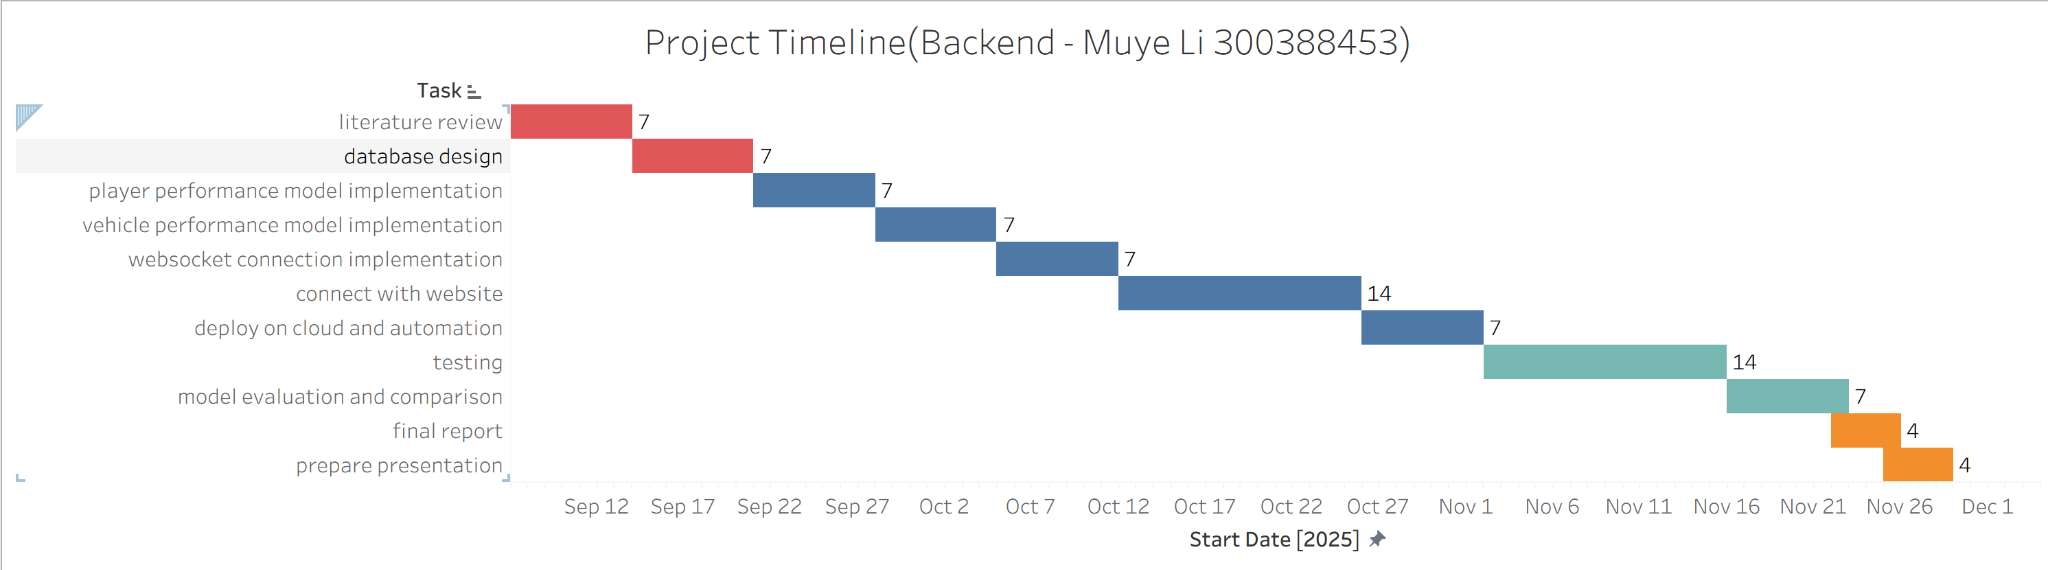 Project Timeline(Backend - Muye Li 300388453)
Task
literature review 7
database design 7
player performance model implementation 7
vehicle performance model implementation 7
websocket connection implementation 7
connect with website 14
deploy on cloud and automation 7
testing 14
model evaluation and comparison 7
final report 4
prepare presentation 4
Sep 12 Sep 17 Sep 22 Sep 27 Oct 2 Oct 7 Oct 12 Oct 17 Oct 22 Oct 27 Nov 1 Nov 6 Nov 11 Nov 16 Nov 21 Nov 26 Dec 1
Start Date [2025]